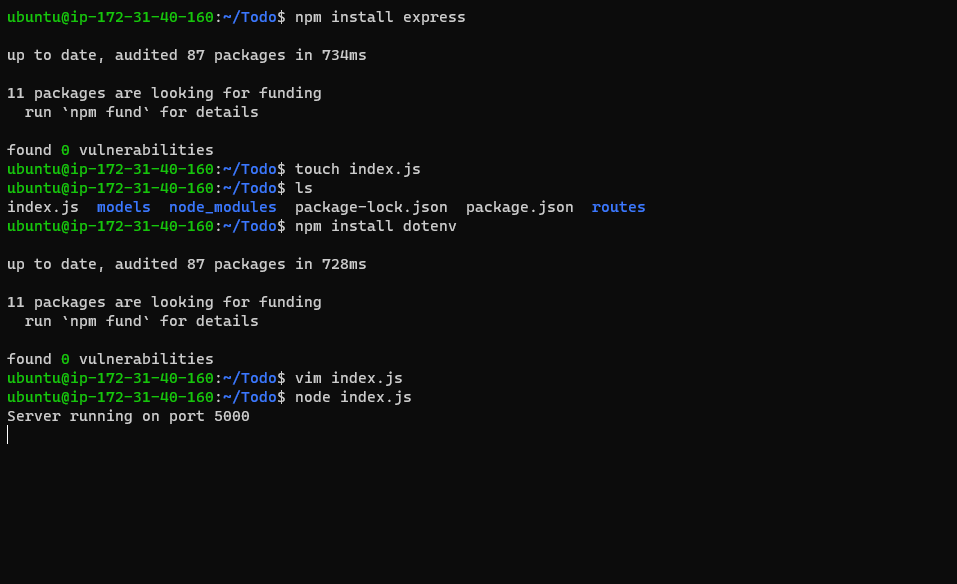 ubuntu@ip-172-31-40-160:~/Todo$ npm install express
up to date, audited 87 packages in 734ms
11 packages are looking for funding
  run `npm fund` for details
found 0 vulnerabilities
ubuntu@ip-172-31-40-160:~/Todo$ touch index.js
ubuntu@ip-172-31-40-160:~/Todo$ ls
index.js  models  node_modules  package-lock.json  package.json  routes
ubuntu@ip-172-31-40-160:~/Todo$ npm install dotenv
up to date, audited 87 packages in 728ms
11 packages are looking for funding
  run `npm fund` for details
found 0 vulnerabilities
ubuntu@ip-172-31-40-160:~/Todo$ vim index.js
ubuntu@ip-172-31-40-160:~/Todo$ node index.js
Server running on port 5000